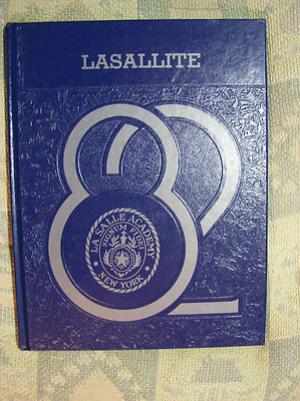 LASALLITE
82
LA SALLE ACADEMY
SIGNUM FIDEI
NEW YORK